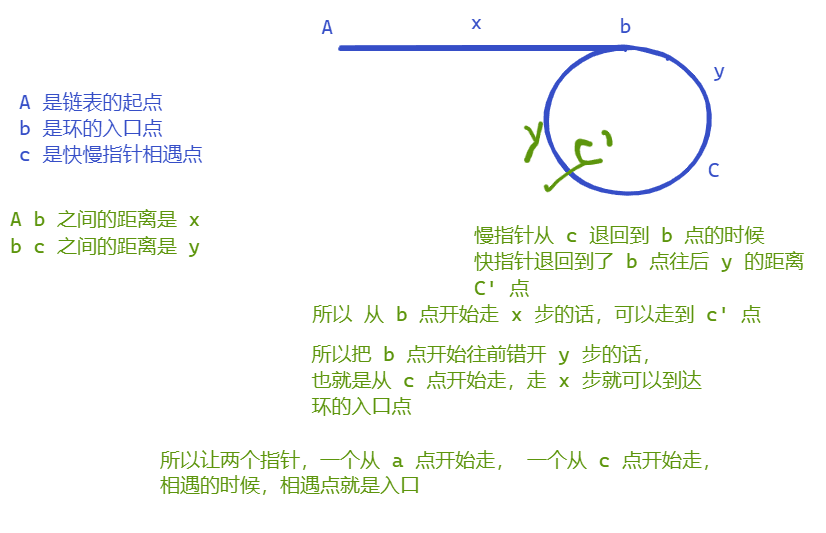 A
x
b
y
A 是链表的起点
b 是环的入口点
c 是快慢指针相遇点
y
C'
C
A b 之间的距离是 x
b c 之间的距离是 y
慢指针从 c 退回到 b 点的时候
快指针退回到了 b 点往后 y 的距离
C' 点
所以 从 b 点开始走 x 步的话，可以走到 c' 点
所以把 b 点开始往前错开 y 步的话，
也就是从 c 点开始走，走 x 步就可以到达
环的入口点
所以让两个指针，一个从 a 点开始走， 一个从 c 点开始走，
相遇的时候，相遇点就是入口